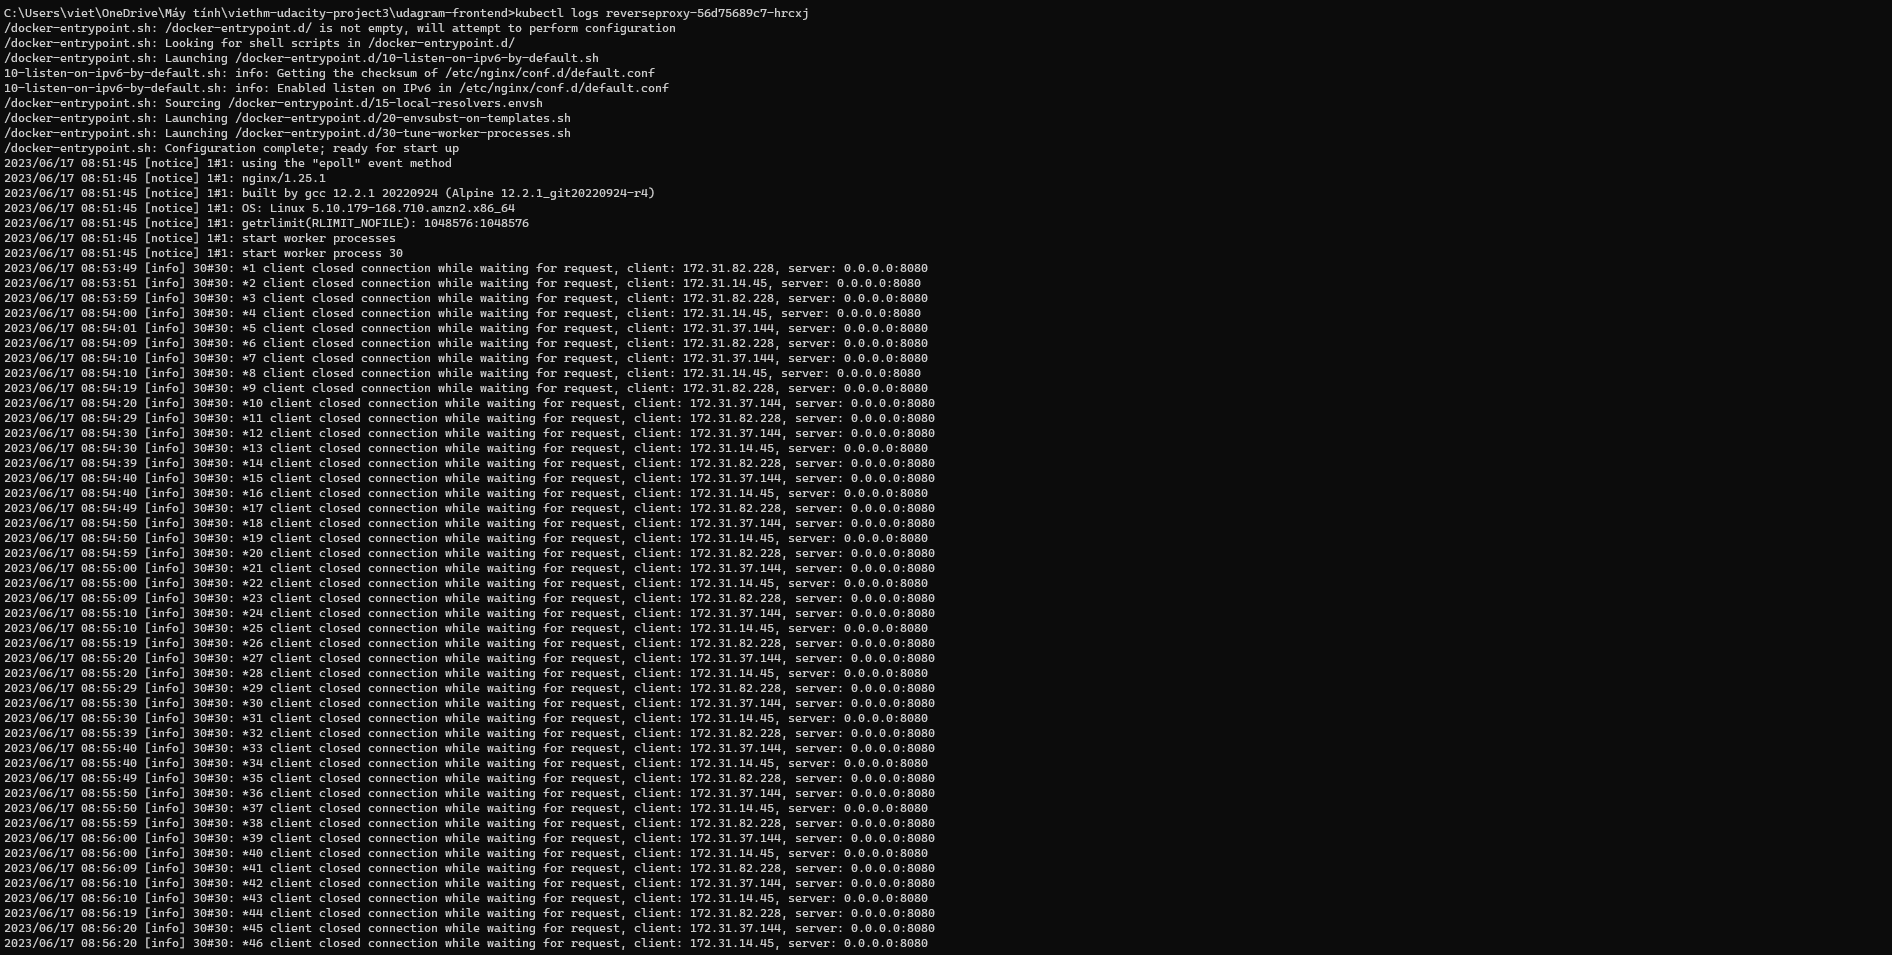 C:\Users\viet\OneDrive\Máy tính\viethm-udacity-project3\udagram-frontend>kubectl logs reverseproxy-56d75689c7-hrcxj
/docker-entrypoint.sh: /docker-entrypoint.d/ is not empty, will attempt to perform configuration
/docker-entrypoint.sh: Looking for shell scripts in /docker-entrypoint.d/
/docker-entrypoint.sh: Launching /docker-entrypoint.d/10-listen-on-ipv6-by-default.sh
10-listen-on-ipv6-by-default.sh: info: Getting the checksum of /etc/nginx/conf.d/default.conf
10-listen-on-ipv6-by-default.sh: info: Enabled listen on IPv6 in /etc/nginx/conf.d/default.conf
/docker-entrypoint.sh: Sourcing /docker-entrypoint.d/15-local-resolvers.envsh
/docker-entrypoint.sh: Launching /docker-entrypoint.d/20-envsubst-on-templates.sh
/docker-entrypoint.sh: Launching /docker-entrypoint.d/30-tune-worker-processes.sh
/docker-entrypoint.sh: Configuration complete; ready for start up
2023/06/17 08:51:45 [notice] 1#1: using the "epoll" event method
2023/06/17 08:51:45 [notice] 1#1: nginx/1.25.1
2023/06/17 08:51:45 [notice] 1#1: built by gcc 12.2.1 20220924 (Alpine 12.2.1_git20220924-r4)
2023/06/17 08:51:45 [notice] 1#1: OS: Linux 5.10.179-168.710.amzn2.x86_64
2023/06/17 08:51:45 [notice] 1#1: getrlimit(RLIMIT_NOFILE): 1048576:1048576
2023/06/17 08:51:45 [notice] 1#1: start worker processes
2023/06/17 08:51:45 [notice] 1#1: start worker process 30
2023/06/17 08:53:49 [info] 30#30: *1 client closed connection while waiting for request, client: 172.31.82.228, server: 0.0.0.0:8080
2023/06/17 08:53:51 [info] 30#30: *2 client closed connection while waiting for request, client: 172.31.14.45, server: 0.0.0.0:8080
2023/06/17 08:53:59 [info] 30#30: *3 client closed connection while waiting for request, client: 172.31.82.228, server: 0.0.0.0:8080
2023/06/17 08:54:00 [info] 30#30: *4 client closed connection while waiting for request, client: 172.31.14.45, server: 0.0.0.0:8080
2023/06/17 08:54:01 [info] 30#30: *5 client closed connection while waiting for request, client: 172.31.37.144, server: 0.0.0.0:8080
2023/06/17 08:54:09 [info] 30#30: *6 client closed connection while waiting for request, client: 172.31.82.228, server: 0.0.0.0:8080
2023/06/17 08:54:10 [info] 30#30: *7 client closed connection while waiting for request, client: 172.31.37.144, server: 0.0.0.0:8080
2023/06/17 08:54:10 [info] 30#30: *8 client closed connection while waiting for request, client: 172.31.14.45, server: 0.0.0.0:8080
2023/06/17 08:54:19 [info] 30#30: *9 client closed connection while waiting for request, client: 172.31.82.228, server: 0.0.0.0:8080
2023/06/17 08:54:20 [info] 30#30: *10 client closed connection while waiting for request, client: 172.31.37.144, server: 0.0.0.0:8080
2023/06/17 08:54:29 [info] 30#30: *11 client closed connection while waiting for request, client: 172.31.82.228, server: 0.0.0.0:8080
2023/06/17 08:54:30 [info] 30#30: *12 client closed connection while waiting for request, client: 172.31.37.144, server: 0.0.0.0:8080
2023/06/17 08:54:30 [info] 30#30: *13 client closed connection while waiting for request, client: 172.31.14.45, server: 0.0.0.0:8080
2023/06/17 08:54:39 [info] 30#30: *14 client closed connection while waiting for request, client: 172.31.82.228, server: 0.0.0.0:8080
2023/06/17 08:54:40 [info] 30#30: *15 client closed connection while waiting for request, client: 172.31.37.144, server: 0.0.0.0:8080
2023/06/17 08:54:40 [info] 30#30: *16 client closed connection while waiting for request, client: 172.31.14.45, server: 0.0.0.0:8080
2023/06/17 08:54:49 [info] 30#30: *17 client closed connection while waiting for request, client: 172.31.82.228, server: 0.0.0.0:8080
2023/06/17 08:54:50 [info] 30#30: *18 client closed connection while waiting for request, client: 172.31.37.144, server: 0.0.0.0:8080
2023/06/17 08:54:50 [info] 30#30: *19 client closed connection while waiting for request, client: 172.31.14.45, server: 0.0.0.0:8080
2023/06/17 08:54:59 [info] 30#30: *20 client closed connection while waiting for request, client: 172.31.82.228, server: 0.0.0.0:8080
2023/06/17 08:55:00 [info] 30#30: *21 client closed connection while waiting for request, client: 172.31.37.144, server: 0.0.0.0:8080
2023/06/17 08:55:00 [info] 30#30: *22 client closed connection while waiting for request, client: 172.31.14.45, server: 0.0.0.0:8080
2023/06/17 08:55:09 [info] 30#30: *23 client closed connection while waiting for request, client: 172.31.82.228, server: 0.0.0.0:8080
2023/06/17 08:55:10 [info] 30#30: *24 client closed connection while waiting for request, client: 172.31.37.144, server: 0.0.0.0:8080
2023/06/17 08:55:10 [info] 30#30: *25 client closed connection while waiting for request, client: 172.31.14.45, server: 0.0.0.0:8080
2023/06/17 08:55:19 [info] 30#30: *26 client closed connection while waiting for request, client: 172.31.82.228, server: 0.0.0.0:8080
2023/06/17 08:55:20 [info] 30#30: *27 client closed connection while waiting for request, client: 172.31.37.144, server: 0.0.0.0:8080
2023/06/17 08:55:20 [info] 30#30: *28 client closed connection while waiting for request, client: 172.31.14.45, server: 0.0.0.0:8080
2023/06/17 08:55:29 [info] 30#30: *29 client closed connection while waiting for request, client: 172.31.82.228, server: 0.0.0.0:8080
2023/06/17 08:55:30 [info] 30#30: *30 client closed connection while waiting for request, client: 172.31.37.144, server: 0.0.0.0:8080
2023/06/17 08:55:30 [info] 30#30: *31 client closed connection while waiting for request, client: 172.31.14.45, server: 0.0.0.0:8080
2023/06/17 08:55:39 [info] 30#30: *32 client closed connection while waiting for request, client: 172.31.82.228, server: 0.0.0.0:8080
2023/06/17 08:55:40 [info] 30#30: *33 client closed connection while waiting for request, client: 172.31.37.144, server: 0.0.0.0:8080
2023/06/17 08:55:40 [info] 30#30: *34 client closed connection while waiting for request, client: 172.31.14.45, server: 0.0.0.0:8080
2023/06/17 08:55:49 [info] 30#30: *35 client closed connection while waiting for request, client: 172.31.82.228, server: 0.0.0.0:8080
2023/06/17 08:55:50 [info] 30#30: *36 client closed connection while waiting for request, client: 172.31.37.144, server: 0.0.0.0:8080
2023/06/17 08:55:50 [info] 30#30: *37 client closed connection while waiting for request, client: 172.31.14.45, server: 0.0.0.0:8080
2023/06/17 08:55:59 [info] 30#30: *38 client closed connection while waiting for request, client: 172.31.82.228, server: 0.0.0.0:8080
2023/06/17 08:56:00 [info] 30#30: *39 client closed connection while waiting for request, client: 172.31.37.144, server: 0.0.0.0:8080
2023/06/17 08:56:00 [info] 30#30: *40 client closed connection while waiting for request, client: 172.31.14.45, server: 0.0.0.0:8080
2023/06/17 08:56:09 [info] 30#30: *41 client closed connection while waiting for request, client: 172.31.82.228, server: 0.0.0.0:8080
2023/06/17 08:56:10 [info] 30#30: *42 client closed connection while waiting for request, client: 172.31.37.144, server: 0.0.0.0:8080
2023/06/17 08:56:10 [info] 30#30: *43 client closed connection while waiting for request, client: 172.31.14.45, server: 0.0.0.0:8080
2023/06/17 08:56:19 [info] 30#30: *44 client closed connection while waiting for request, client: 172.31.82.228, server: 0.0.0.0:8080
2023/06/17 08:56:20 [info] 30#30: *45 client closed connection while waiting for request, client: 172.31.37.144, server: 0.0.0.0:8080
2023/06/17 08:56:20 [info] 30#30: *46 client closed connection while waiting for request, client: 172.31.14.45, server: 0.0.0.0:8080